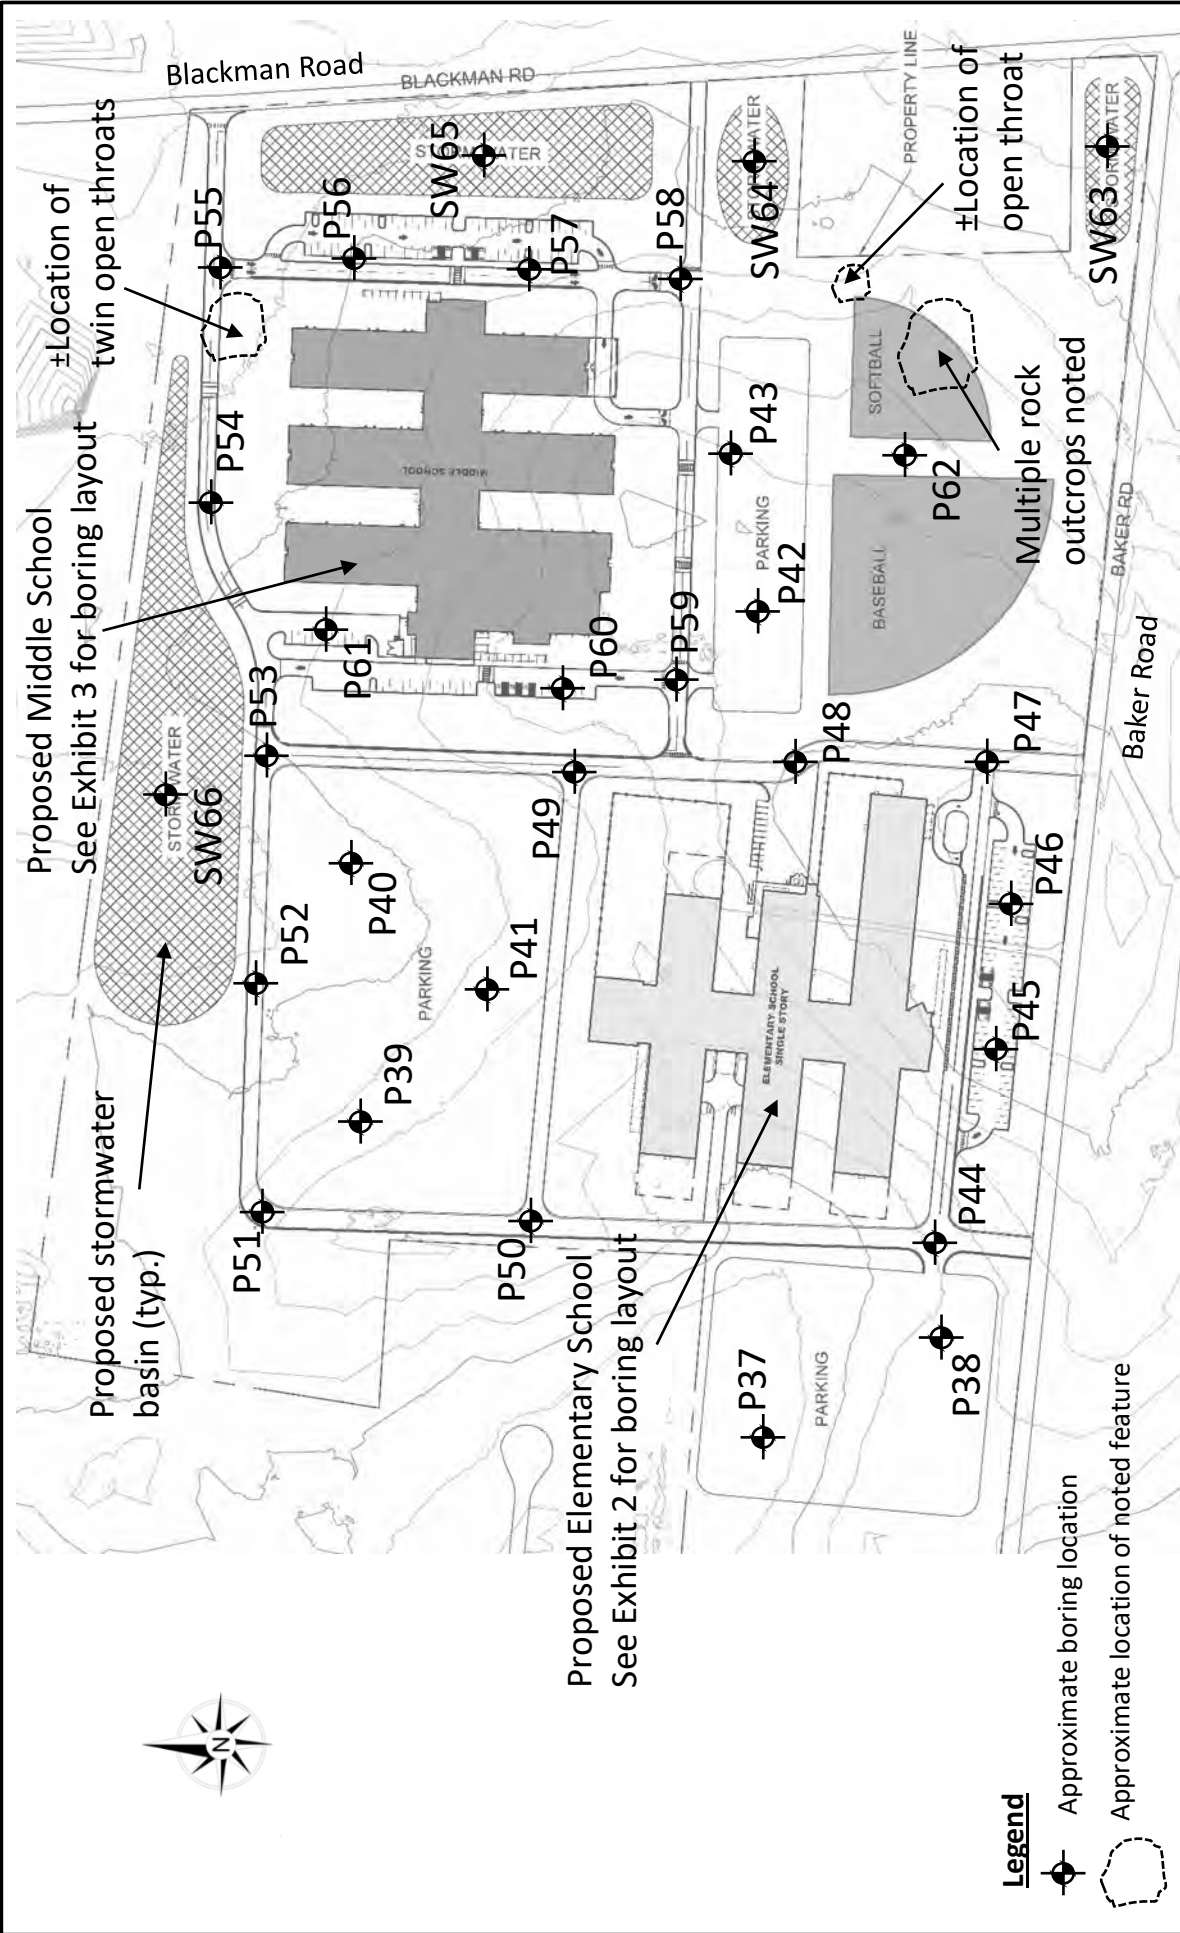 Blackman Road
BLACKMAN RD
±Location of
twin open throats
P55
P56
SW65
STORMWATER
P57
P58
SW64
PROPERTY LINE
±Location of
open throat
SW63
STORMWATER
Proposed Middle School
See Exhibit 3 for boring layout
P54
MIDDLE SCHOOL
P43
PARKING
P42
SOFTBALL
P62
Multiple rock
outcrops noted
BASEBALL
BAKER RD
Baker Road
P61
P60
P59
P53
STORMWATER
SW66
P48
P47
P49
P40
P52
PARKING
P41
P39
P46
P45
ELEMENTARY SCHOOL
SINGLE STORY
Proposed stormwater
basin (typ.)
P51
P50
P44
Proposed Elementary School
See Exhibit 2 for boring layout
P37
PARKING
P38
N
Legend
Approximate boring location
Approximate location of noted feature